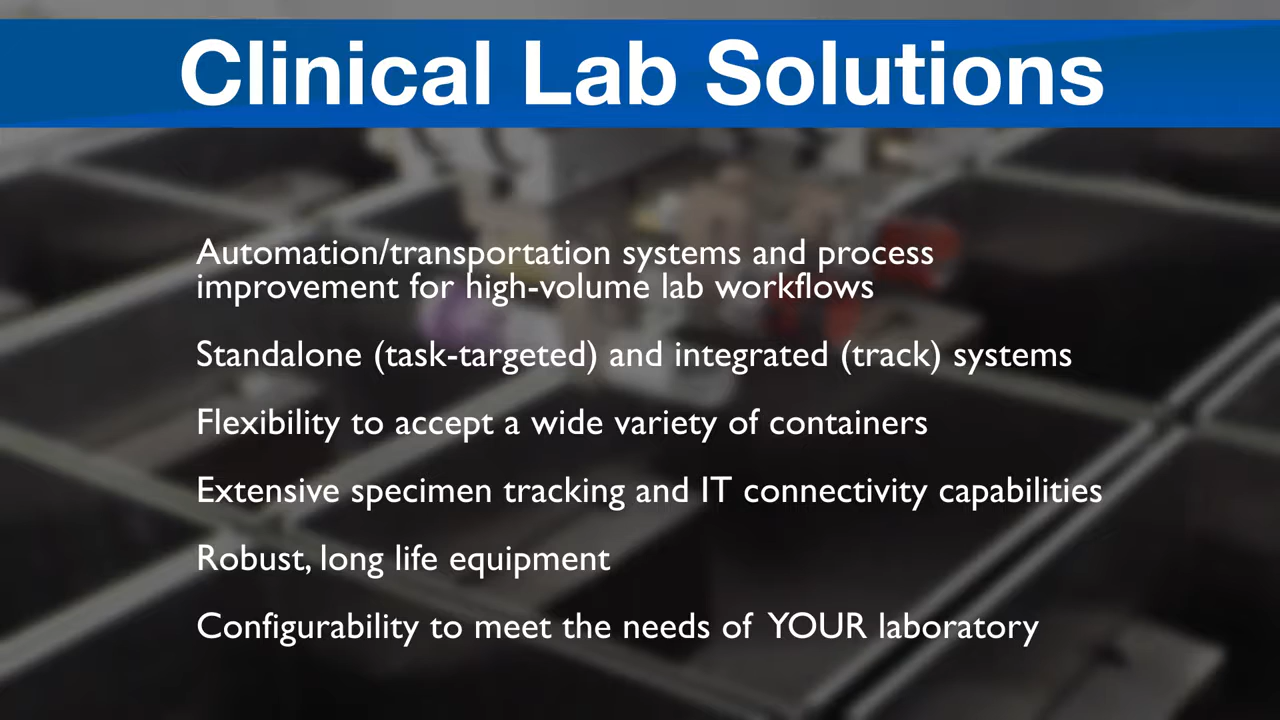 Clinical Lab Solutions
Automation/transportation systems and process
improvement for high-volume lab workflows
Standalone (task-targeted) and integrated (track) systems
Flexibility to accept a wide variety of containers
Extensive specimen tracking and IT connectivity capabilities
Robust, long life equipment
Configurability to meet the needs of YOUR laboratory